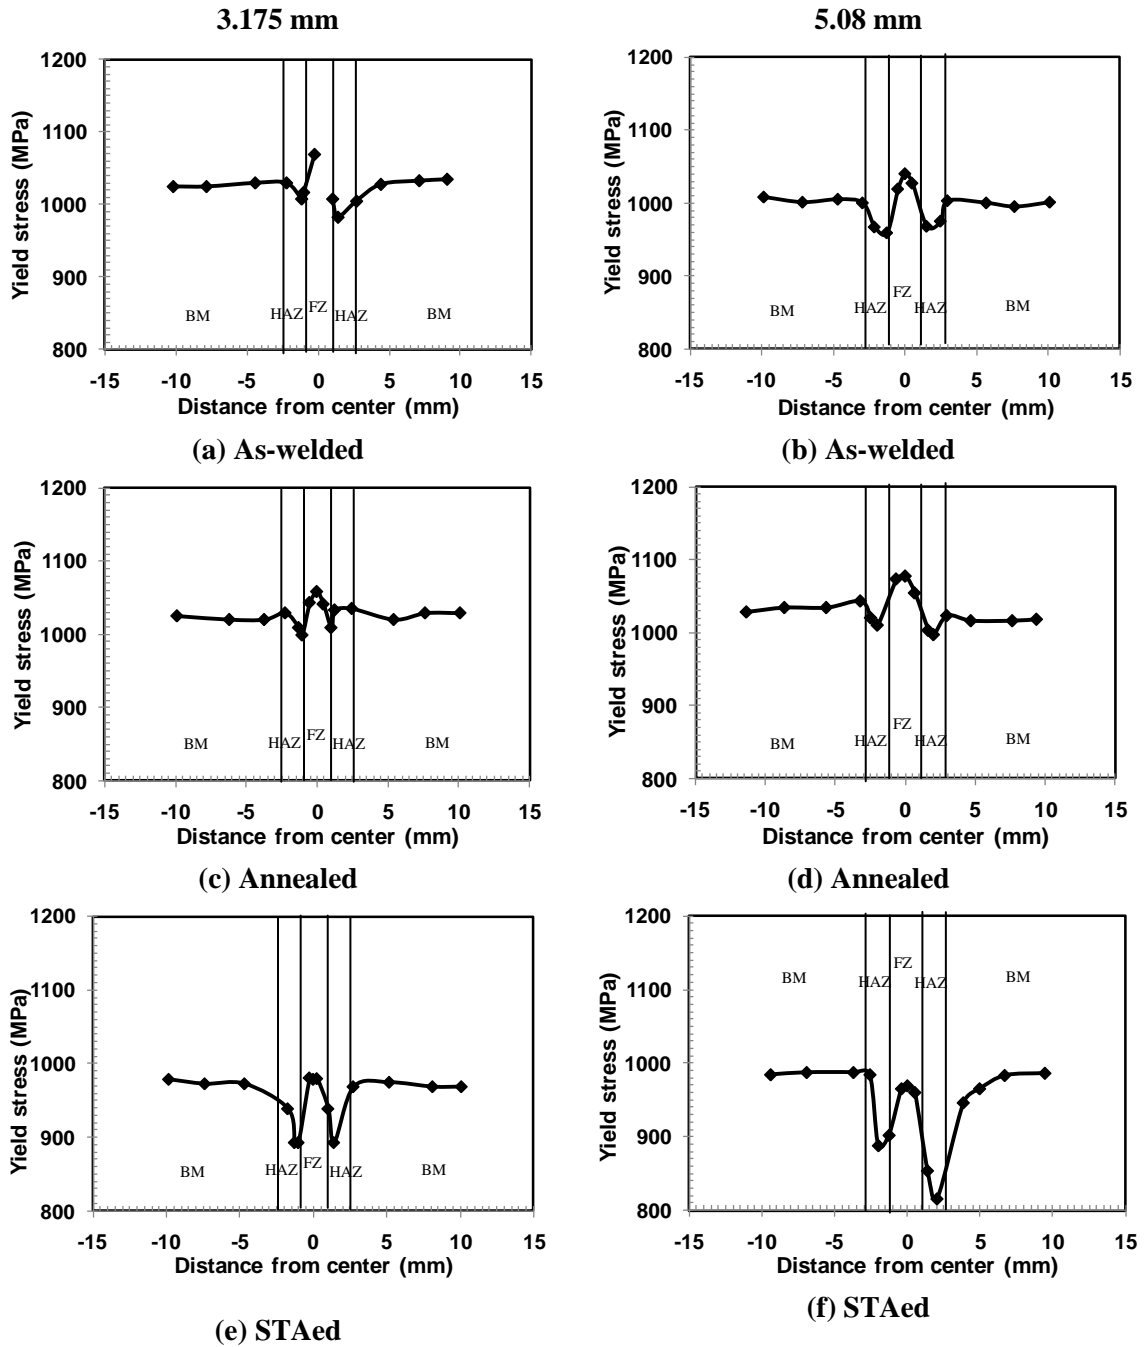 3.175 mm
5.08 mm
1200
1100
1000
900
800
Yield stress (MPa)
BM
HAZ
FZ
HAZ
BM
-15 -10 -5 0 5 10 15
Distance from center (mm)
(a) As-welded
1200
1100
1000
900
800
Yield stress (MPa)
BM
HAZ
FZ
HAZ
BM
-15 -10 -5 0 5 10 15
Distance from center (mm)
(b) As-welded
1200
1100
1000
900
800
Yield stress (MPa)
BM
HAZ
FZ
HAZ
BM
-15 -10 -5 0 5 10 15
Distance from center (mm)
(c) Annealed
1200
1100
1000
900
800
Yield stress (MPa)
BM
HAZ
FZ
HAZ
BM
-15 -10 -5 0 5 10 15
Distance from center (mm)
(d) Annealed
1200
1100
1000
900
800
Yield stress (MPa)
BM
HAZ
FZ
HAZ
BM
-15 -10 -5 0 5 10 15
Distance from center (mm)
(e) STAed
1200
1100
1000
900
800
Yield stress (MPa)
BM
HAZ
FZ
HAZ
BM
-15 -10 -5 0 5 10 15
Distance from center (mm)
(f) STAed